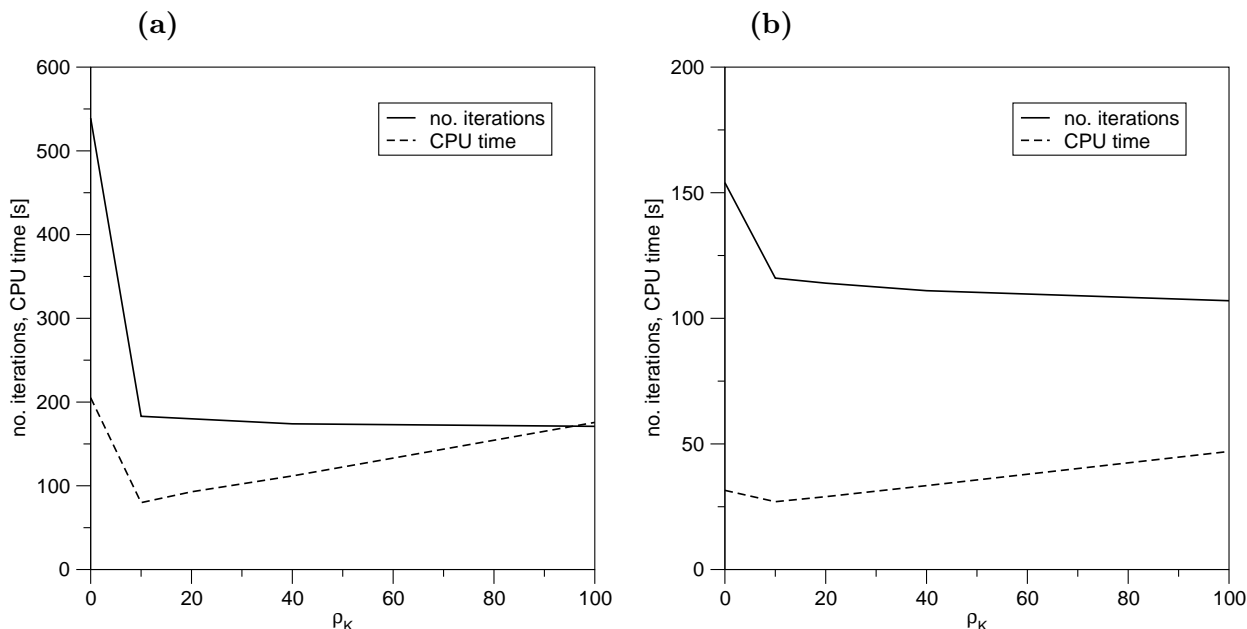 (a)
600
500
400
300
200
100
0
no. iterations, CPU time [s]
no. iterations
CPU time
0 20 40 60 80 100
ρK
(b)
200
150
100
50
0
no. iterations, CPU time [s]
no. iterations
CPU time
0 20 40 60 80 100
ρK